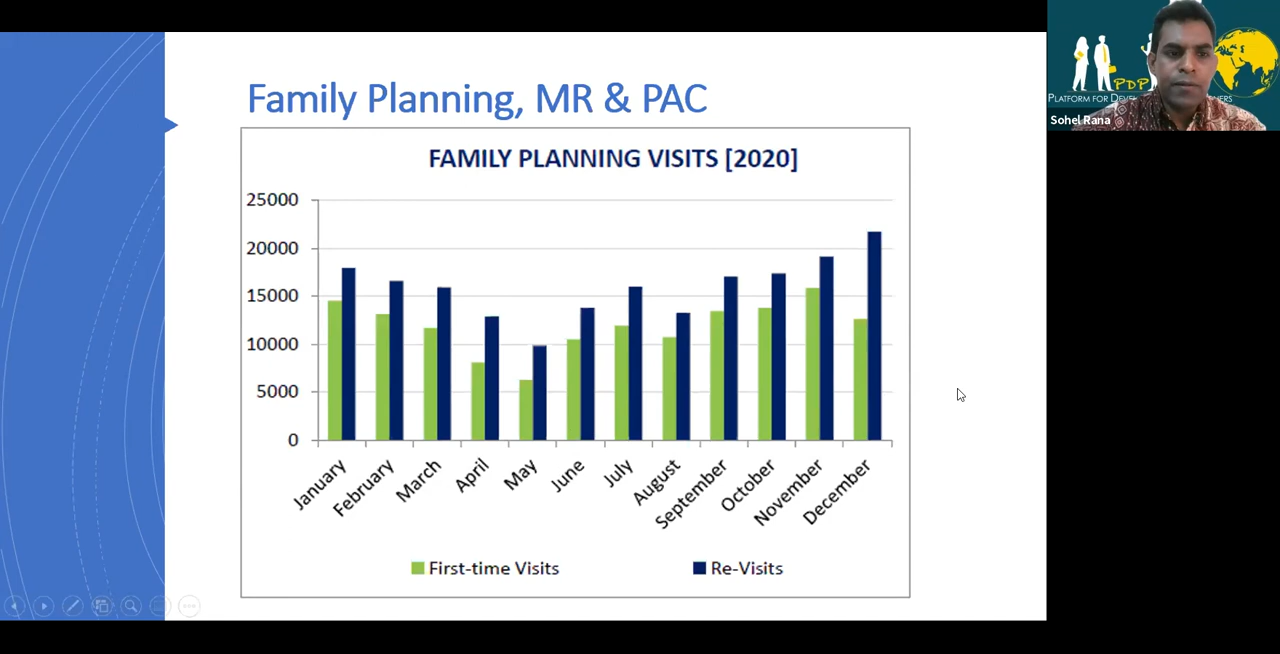 Family Planning, MR & PAC
FAMILY PLANNING VISITS [2020]
25000
20000
15000
10000
5000
0
January
February
March
April
May
June
July
August
September
October
November
December
First-time Visits
Re-Visits
PDP
PLATFORM FOR
Sohel Rana